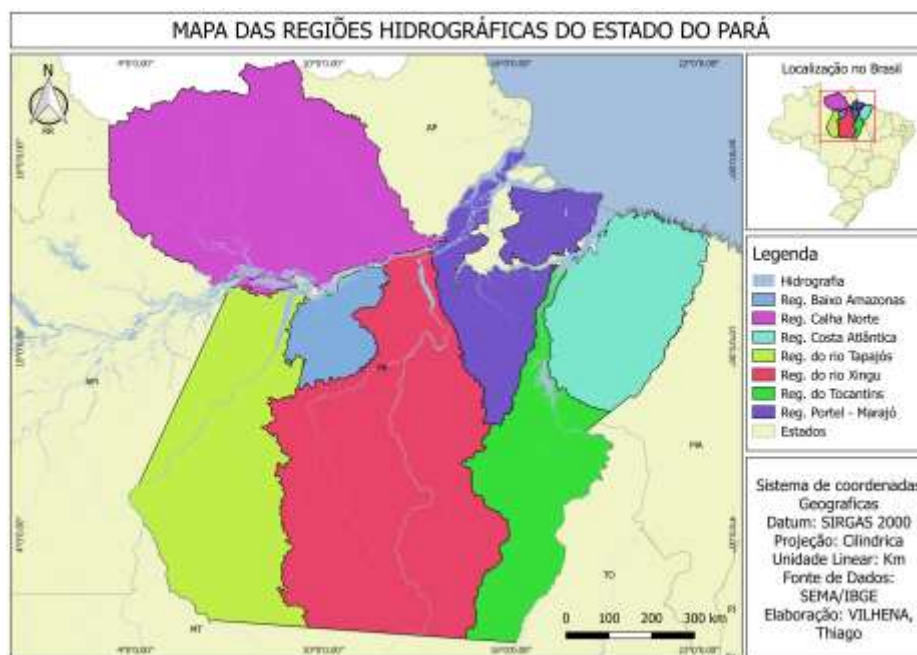 MAPA DAS REGIÕES HIDROGRÁFICAS DO ESTADO DO PARÁ
N
RR
AP
AM
PA
MA
TO
MT
PI
0 100 200 300 km
Localização no Brasil
Legenda
Hidrografia
Reg. Baixo Amazonas
Reg. Calha Norte
Reg. Costa Atlântica
Reg. do rio Tapajós
Reg. do rio Xingu
Reg. do Tocantins
Reg. Portel - Marajó
Estados
Sistema de coordenadas
Geograficas
Datum: SIRGAS 2000
Projeção: Cilindrica
Unidade Linear: Km
Fonte de Dados:
SEMA/IBGE
Elaboração: VILHENA,
Thiago